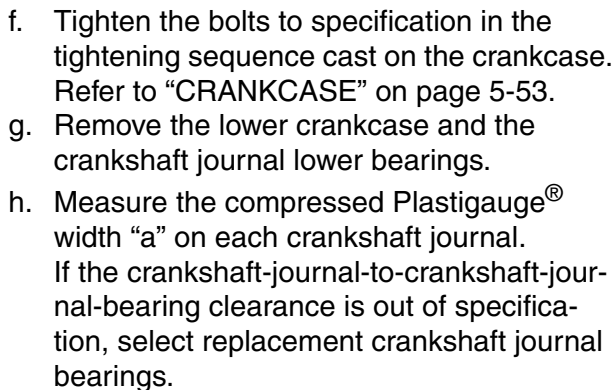 f. Tighten the bolts to specification in the
tightening sequence cast on the crankcase.
Refer to “CRANKCASE” on page 5-53.
g. Remove the lower crankcase and the
crankshaft journal lower bearings.
h. Measure the compressed Plastigauge®
width “a” on each crankshaft journal.
If the crankshaft-journal-to-crankshaft-jour-
nal-bearing clearance is out of specifica-
tion, select replacement crankshaft journal
bearings.